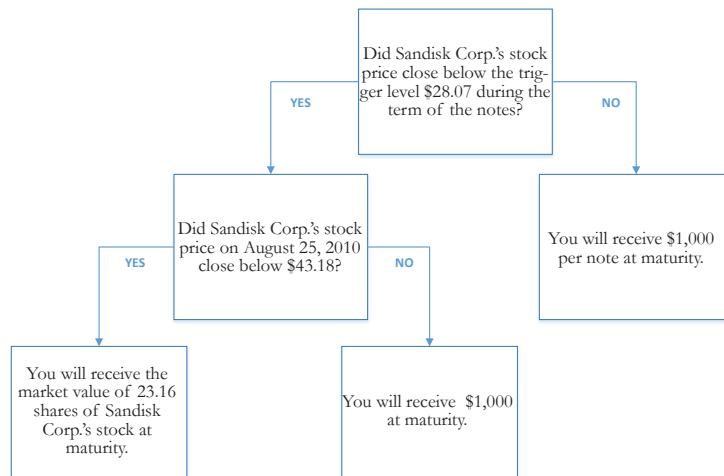 Did Sandisk Corp.'s stock
price close below the trig-
ger level $28.07 during the
term of the notes?
YES
NO
Did Sandisk Corp.'s stock
price on August 25, 2010
close below $43.18?
You will receive $1,000
per note at maturity.
YES
NO
You will receive the
market value of 23.16
shares of Sandisk
Corp.'s stock at
maturity.
You will receive  $1,000
at maturity.